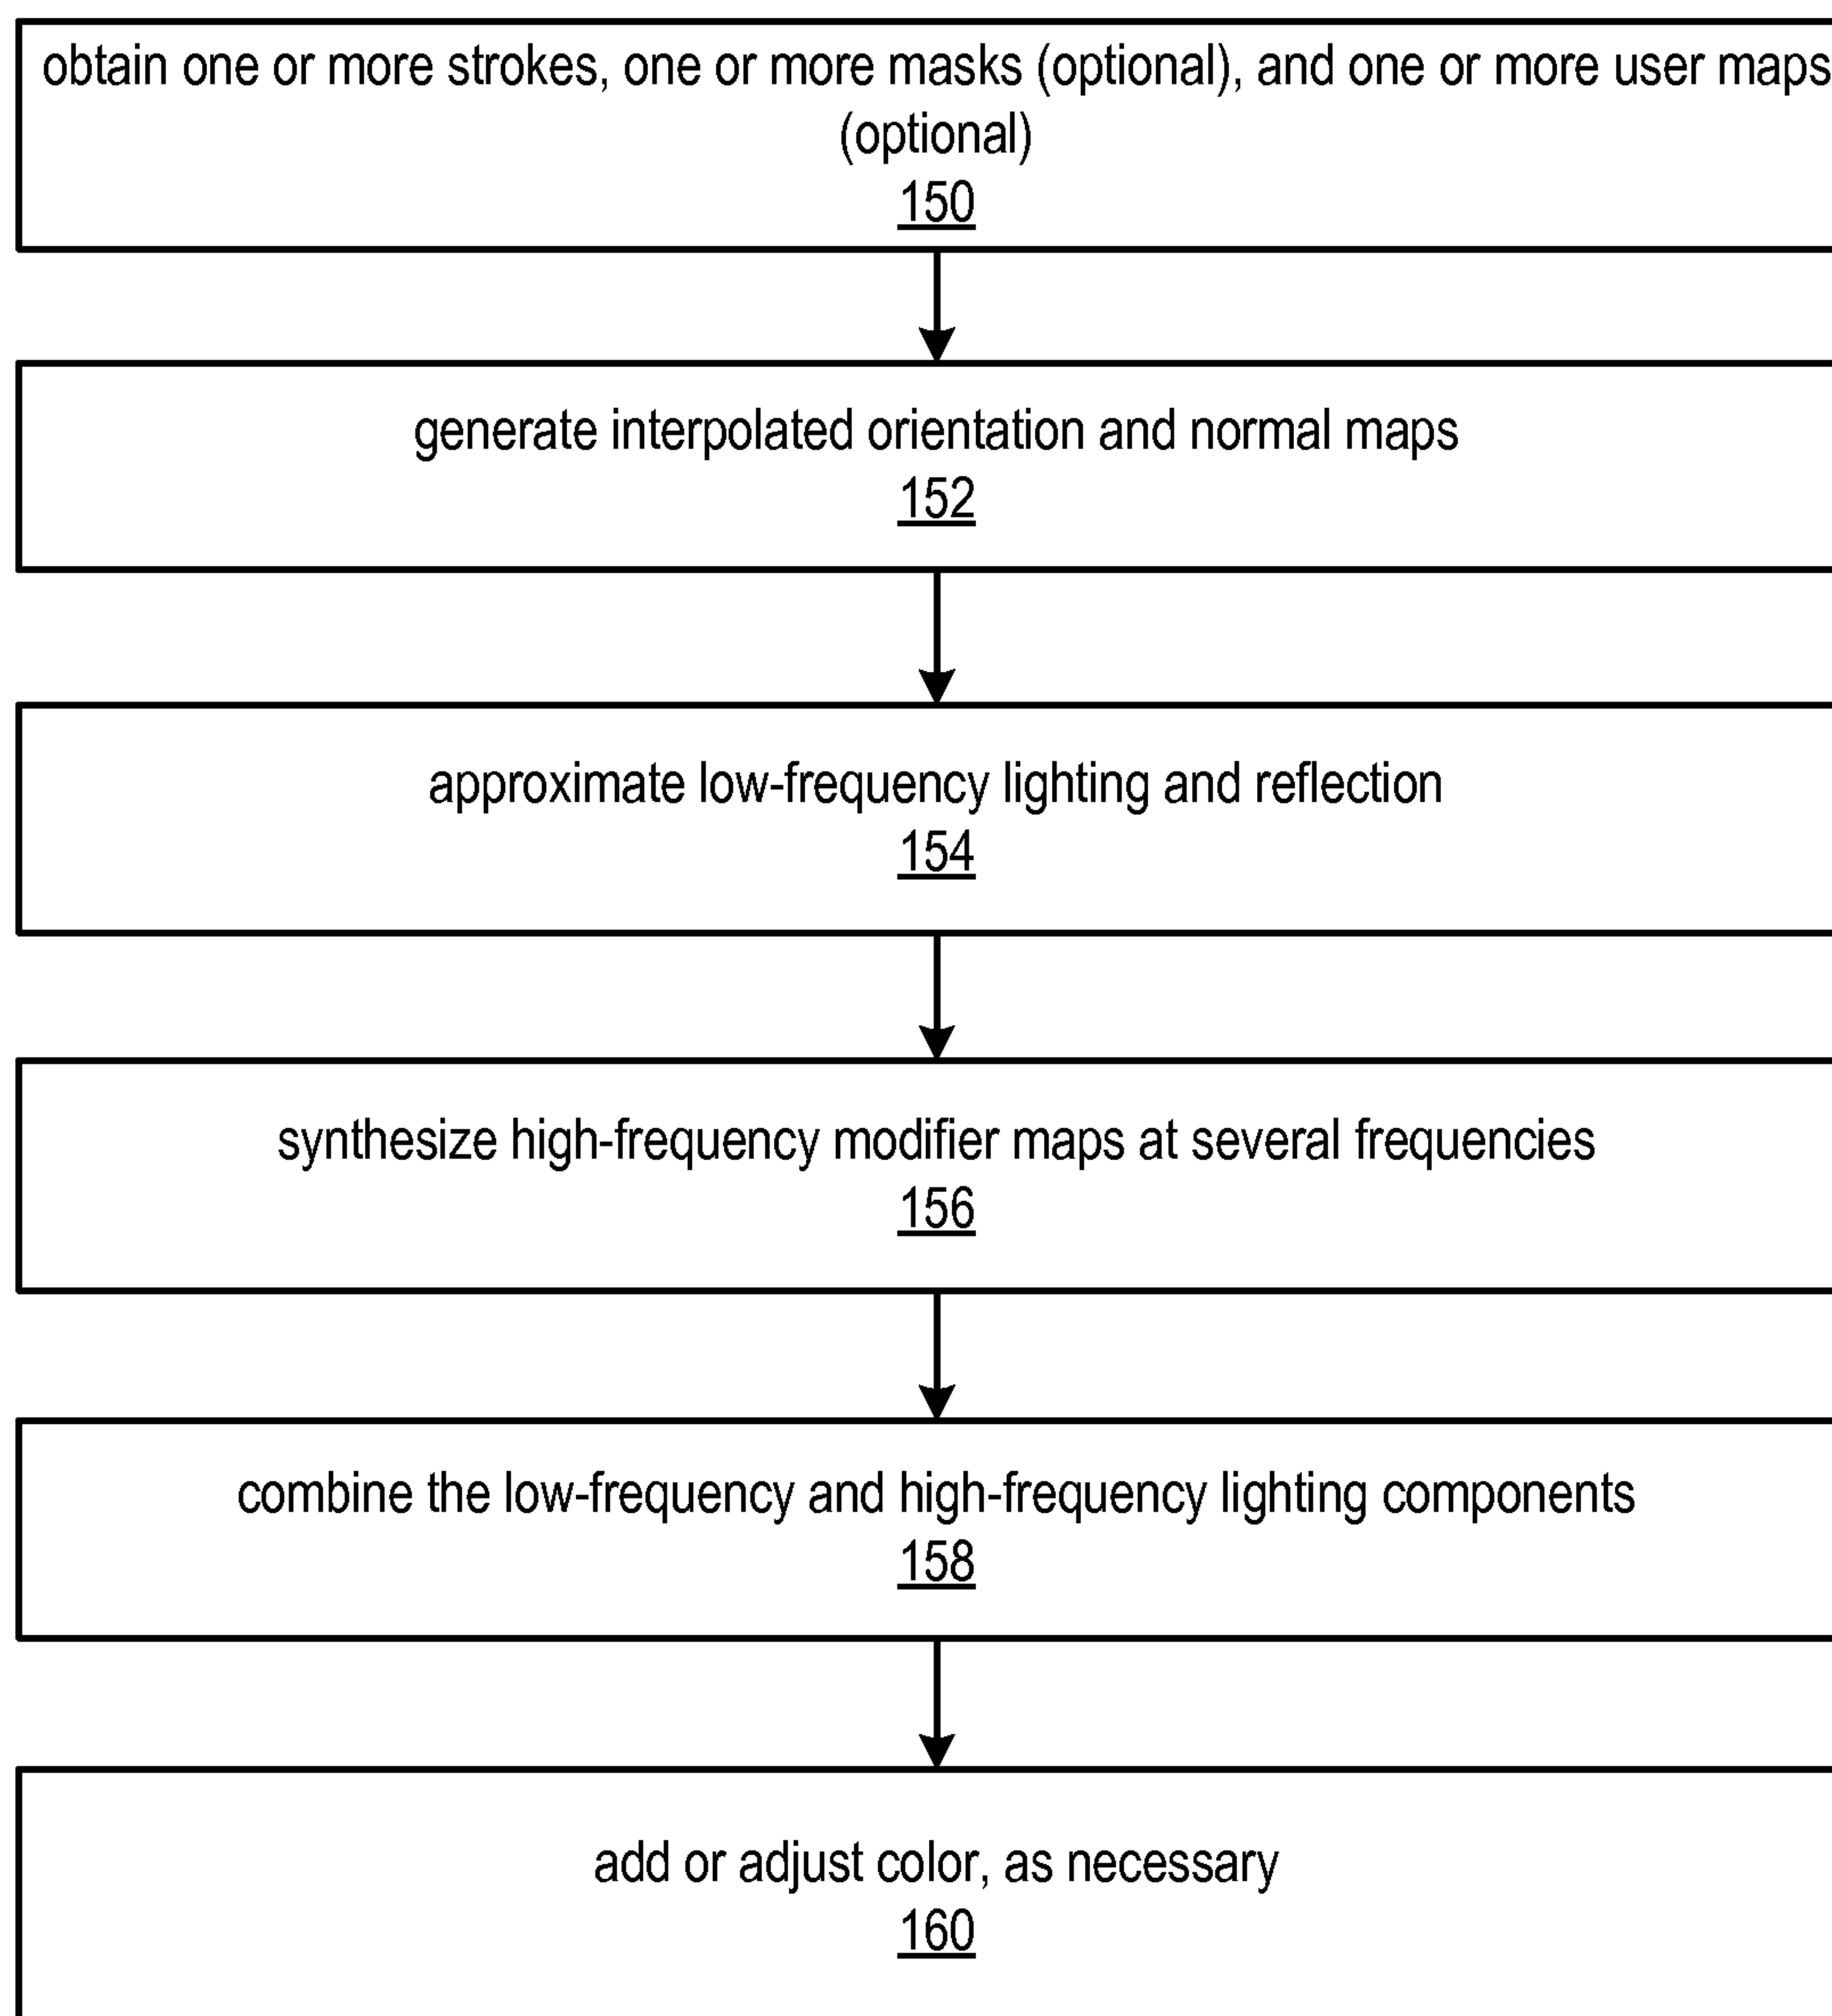 obtain one or more strokes, one or more masks (optional), and one or more user maps
(optional)
150
generate interpolated orientation and normal maps
152
approximate low-frequency lighting and reflection
154
synthesize high-frequency modifier maps at several frequencies
156
combine the low-frequency and high-frequency lighting components
158
add or adjust color, as necessary
160